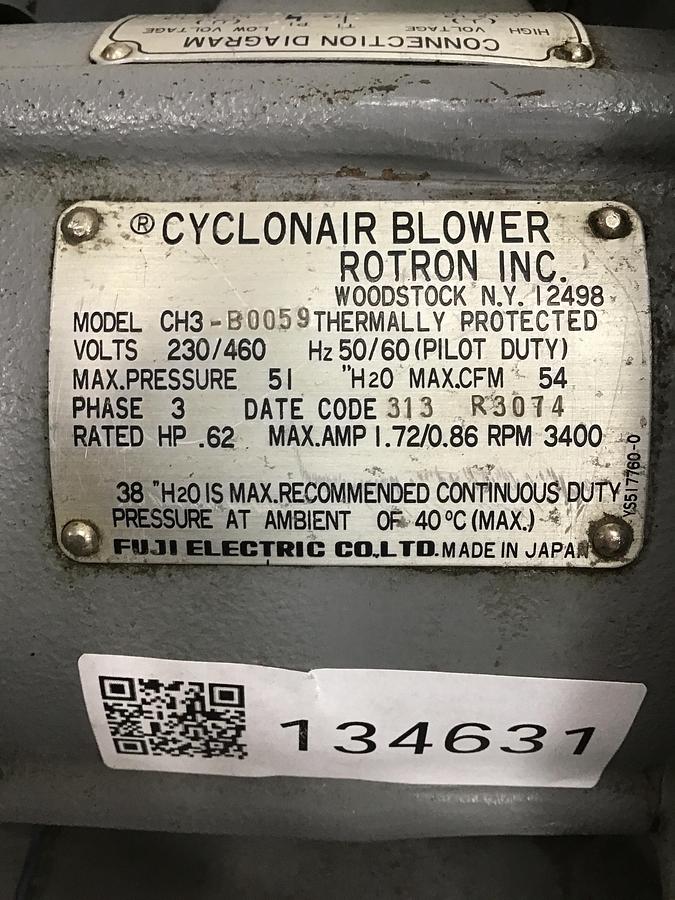 HIGH VOLTAGE LOW VOLTAGE
CONNECTION DIAGRAM
® CYCLONAIR BLOWER
ROTRON INC.
WOODSTOCK N.Y. 12498
MODEL CH3-B0059 THERMALLY PROTECTED
VOLTS 230/460 Hz 50/60 (PILOT DUTY)
MAX.PRESSURE 51 "H2O MAX.CFM 54
PHASE 3 DATE CODE 313 R3074
RATED HP .62 MAX.AMP 1.72/0.86 RPM 3400
38 "H2O IS MAX.RECOMMENDED CONTINUOUS DUTY
PRESSURE AT AMBIENT OF 40°C (MAX.)
FUJI ELECTRIC CO.,LTD. MADE IN JAPAN
YS517760-0
134631